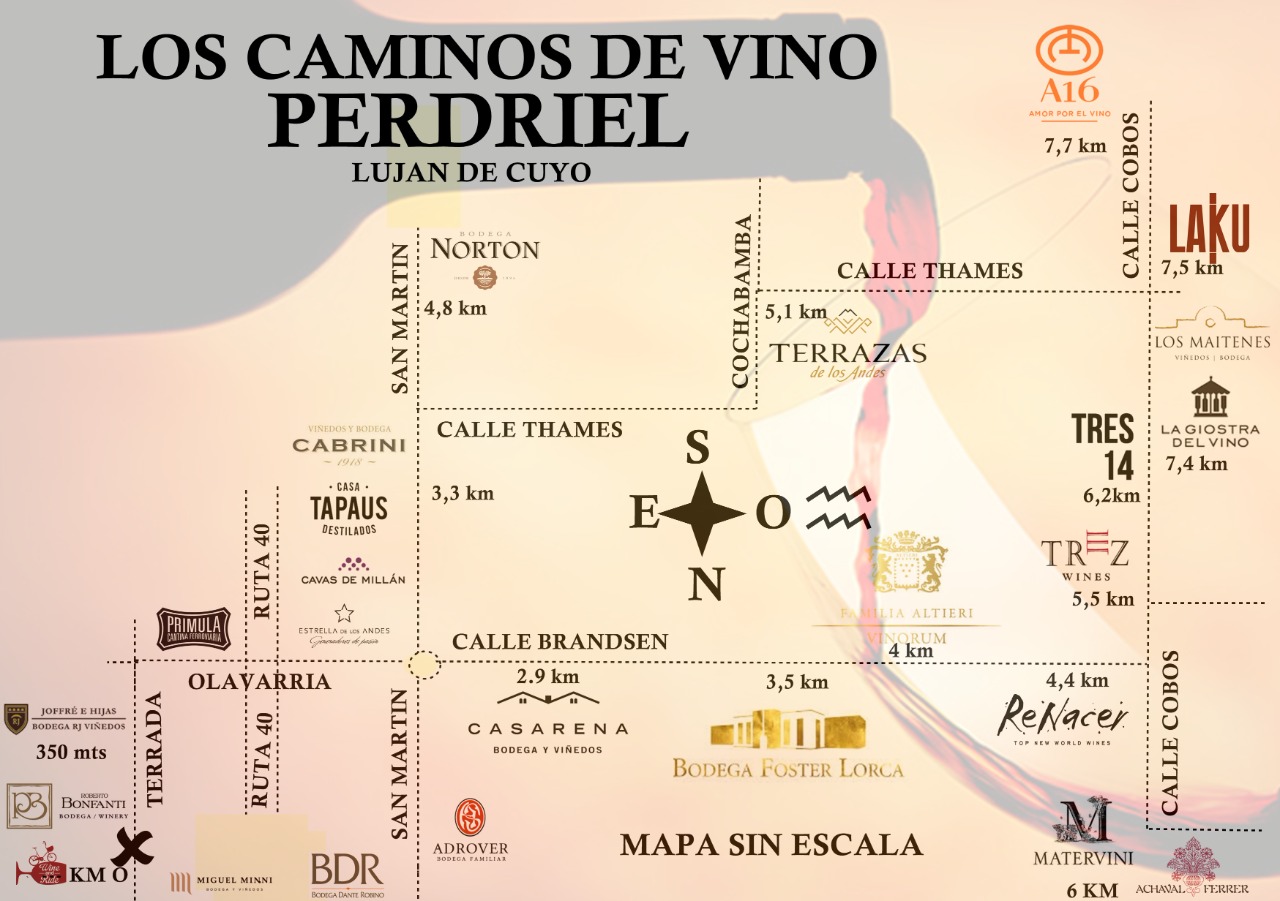 LOS CAMINOS DE VINO
PERDRIEL
LUJAN DE CUYO
A16
AMOR POR EL VINO
7,7 km
CALLE COBOS
LAKU
7,5 km
BODEGA
NORTON
4,8 km
SAN MARTIN
COCHABAMBA
CALLE THAMES
5,1 km
TERRAZAS
de los Andes
LOS MAITENES
VIÑEDOS | BODEGA
LA GIOSTRA
DEL VINO
7,4 km
TRES
14
6,2km
VIÑEDOS Y BODEGA
CABRINI
~ 1918 ~
CALLE THAMES
3,3 km
· CASA ·
TAPAUS
DESTILADOS
CAVAS DE MILLÁN
ESTRELLA DE LOS ANDES
Generadores de pasión
S
E
O
N
TREZ
WINES
5,5 km
FAMILIA ALTIERI
VINORUM
4 km
RUTA 40
PRIMULA
CANTINA FERROVIARIA
CALLE BRANDSEN
OLAVARRIA
2.9 km
CASARENA
BODEGA Y VIÑEDOS
3,5 km
BODEGA FOSTER LORCA
4,4 km
ReNacer
TOP NEW WORLD WINES
CALLE COBOS
JOFFRÉ E HIJAS
RJ
BODEGA RJ VIÑEDOS
350 mts
TERRADA
RUTA 40
SAN MARTIN
RB
ROBERTO
BONFANTI
BODEGA / WINERY
Wine
Ride
KM O
MIGUEL MINNI
BODEGA Y VIÑEDOS
BDR
BODEGA DANTE ROBINO
ADROVER
BODEGA FAMILIAR
MAPA SIN ESCALA
M
MATERVINI
6 KM
ACHAVAL FERRER